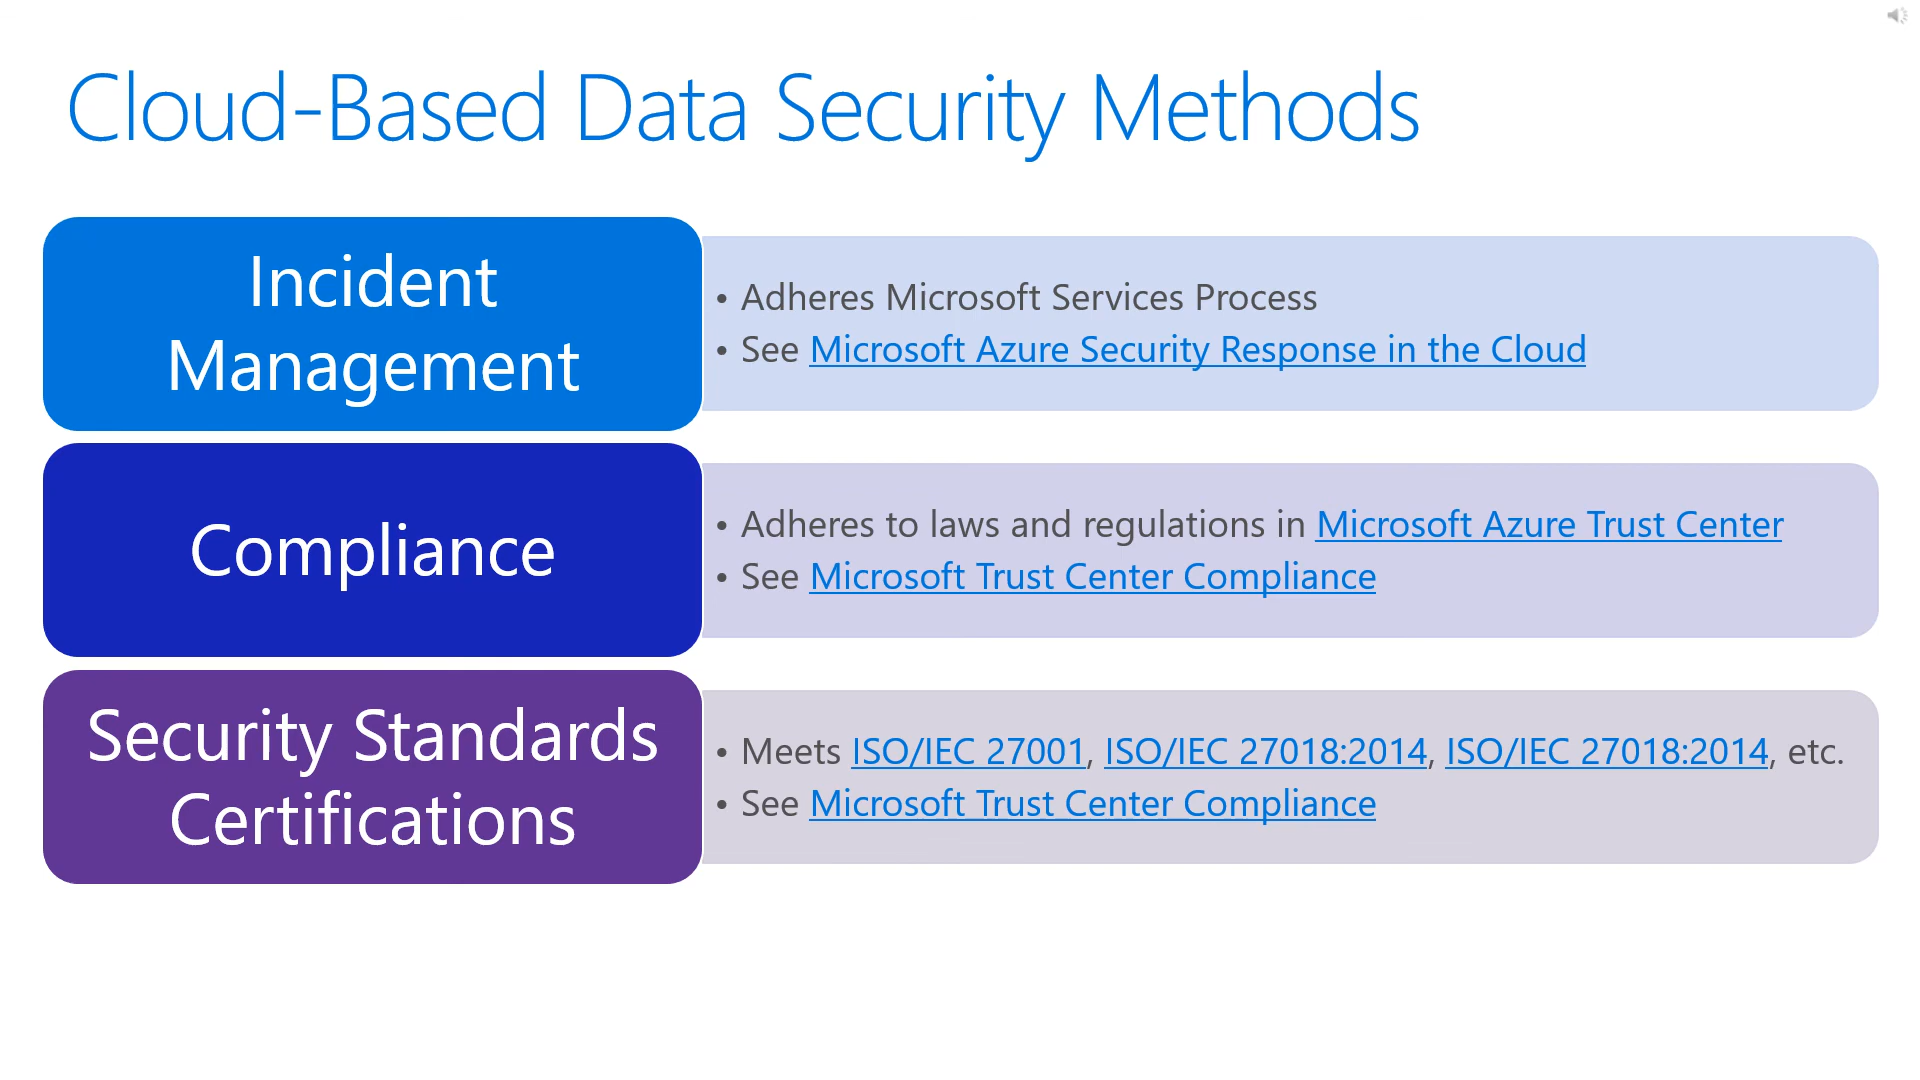 Cloud-Based Data Security Methods
Incident
Management
• Adheres Microsoft Services Process
• See Microsoft Azure Security Response in the Cloud
Compliance
• Adheres to laws and regulations in Microsoft Azure Trust Center
• See Microsoft Trust Center Compliance
Security Standards
Certifications
• Meets ISO/IEC 27001, ISO/IEC 27018:2014, ISO/IEC 27018:2014, etc.
• See Microsoft Trust Center Compliance